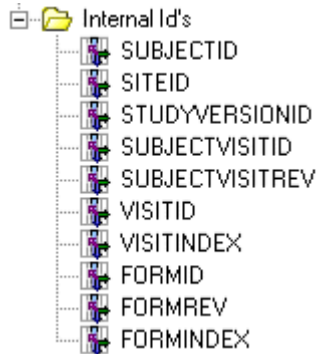 Internal Id's
SUBJECTID
SITEID
STUDYVERSIONID
SUBJECTVISITID
SUBJECTVISITREV
VISITID
VISITINDEX
FORMID
FORMREV
FORMINDEX